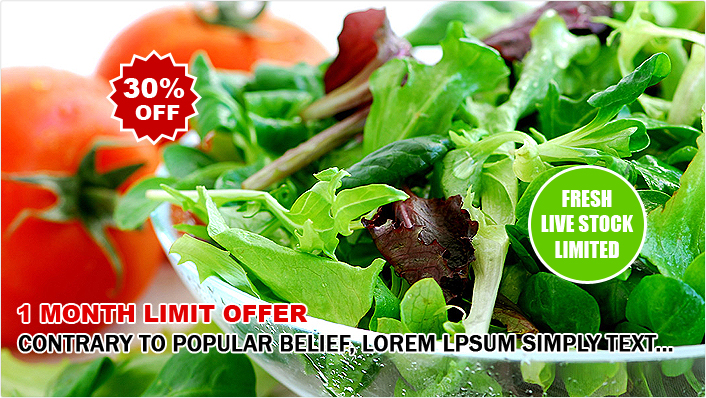 30%
OFF
FRESH
LIVE STOCK
LIMITED
1 MONTH LIMIT OFFER
CONTRARY TO POPULAR BELIEF, LOREM LPSUM SIMPLY TEXT...